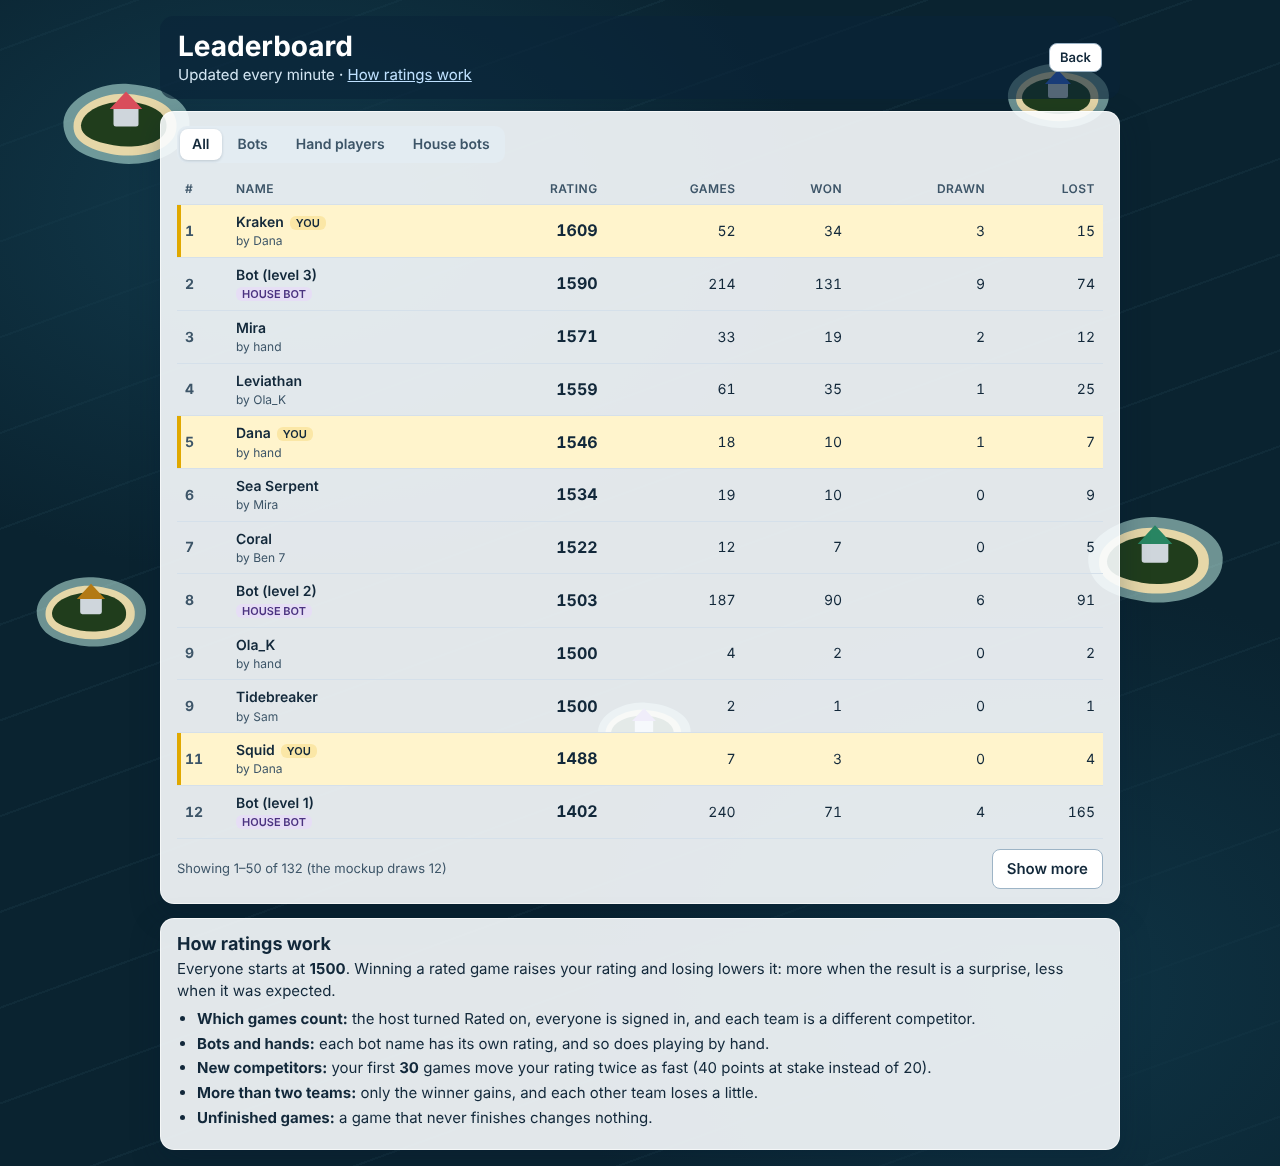 Leaderboard
Updated every minute · How ratings work
Back
All Bots Hand players House bots
# NAME RATING GAMES WON DRAWN LOST
1 Kraken YOU 1609 52 34 3 15
by Dana
2 Bot (level 3) 1590 214 131 9 74
HOUSE BOT
3 Mira 1571 33 19 2 12
by hand
4 Leviathan 1559 61 35 1 25
by Ola_K
5 Dana YOU 1546 18 10 1 7
by hand
6 Sea Serpent 1534 19 10 0 9
by Mira
7 Coral 1522 12 7 0 5
by Ben 7
8 Bot (level 2) 1503 187 90 6 91
HOUSE BOT
9 Ola_K 1500 4 2 0 2
by hand
9 Tidebreaker 1500 2 1 0 1
by Sam
11 Squid YOU 1488 7 3 0 4
by Dana
12 Bot (level 1) 1402 240 71 4 165
HOUSE BOT
Showing 1–50 of 132 (the mockup draws 12)
Show more
How ratings work
Everyone starts at 1500. Winning a rated game raises your rating and losing lowers it: more when the result is a surprise, less
when it was expected.
• Which games count: the host turned Rated on, everyone is signed in, and each team is a different competitor.
• Bots and hands: each bot name has its own rating, and so does playing by hand.
• New competitors: your first 30 games move your rating twice as fast (40 points at stake instead of 20).
• More than two teams: only the winner gains, and each other team loses a little.
• Unfinished games: a game that never finishes changes nothing.